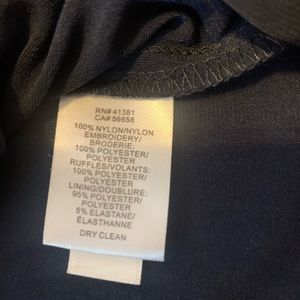 RN# 41381
CA# 56658
100% NYLON/NYLON
EMBROIDERY/
BRODERIE:
100% POLYESTER/
POLYESTER
RUFFLES/VOLANTS:
100% POLYESTER/
POLYESTER
LINING/DOUBLURE:
95% POLYESTER/
POLYESTER
5% ELASTANE/
ÉLASTHANNE
DRY CLEAN